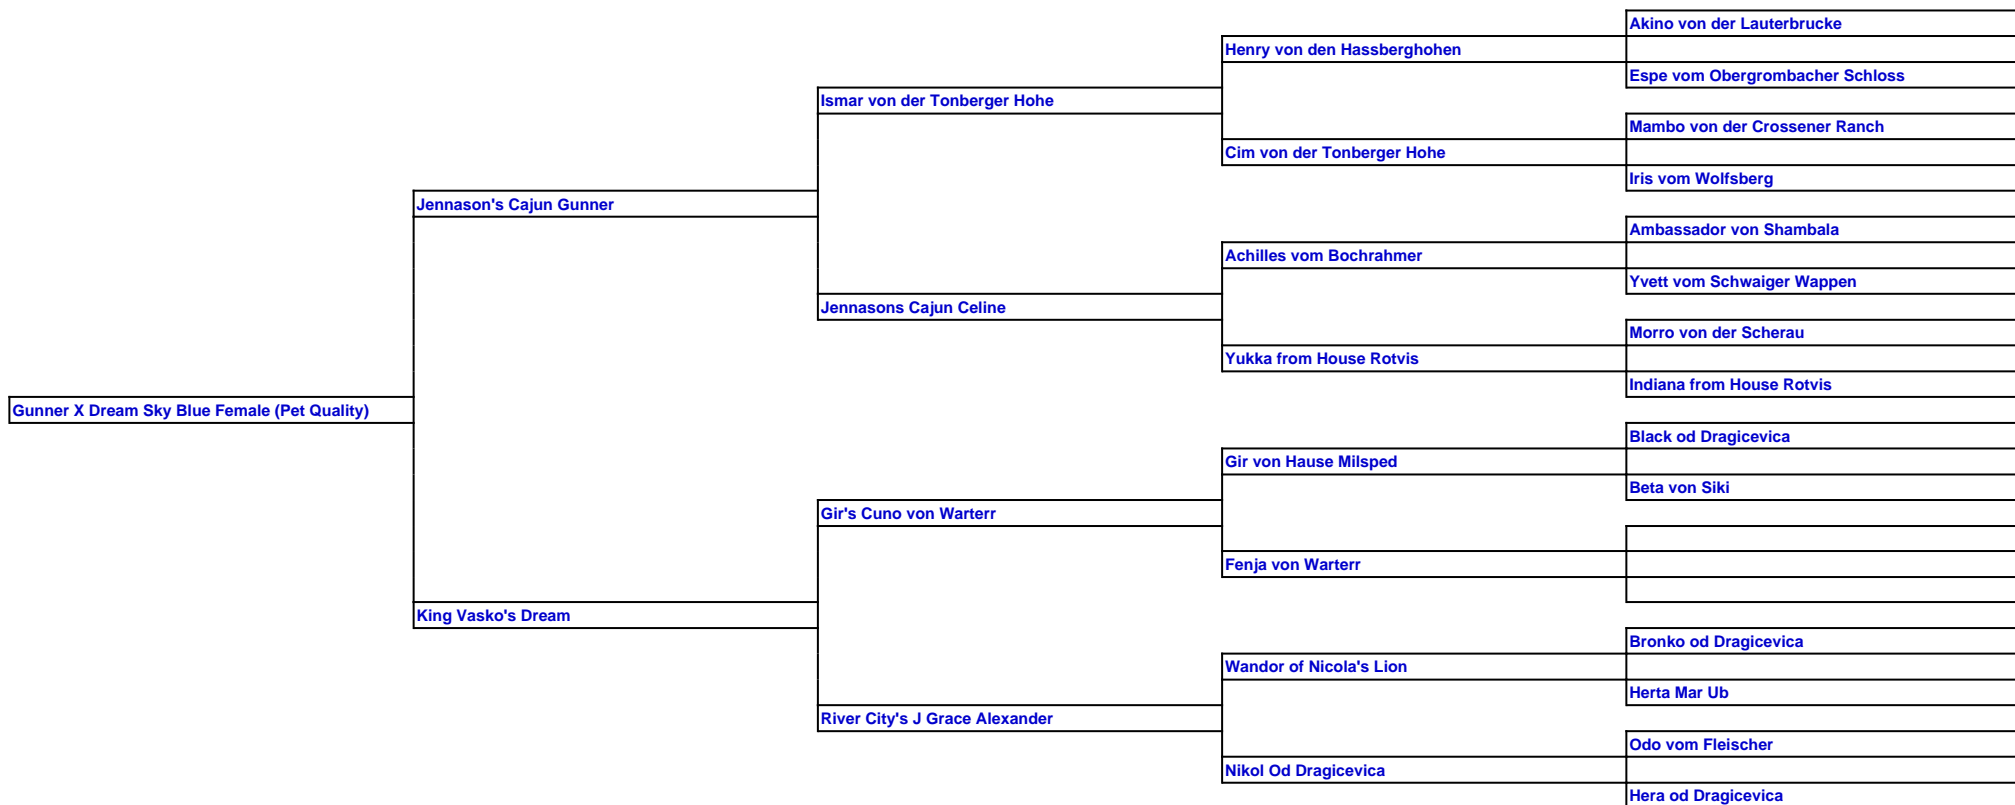 Akino von der Lauterbrucke
Henry von den Hassberghohen
Espe vom Obergrombacher Schloss
Ismar von der Tonberger Hohe
Mambo von der Crossener Ranch
Cim von der Tonberger Hohe
Iris vom Wolfsberg
Jennason's Cajun Gunner
Ambassador von Shambala
Achilles vom Bochrahmer
Yvett vom Schwaiger Wappen
Jennasons Cajun Celine
Morro von der Scherau
Yukka from House Rotvis
Indiana from House Rotvis
Gunner X Dream Sky Blue Female (Pet Quality)
Black od Dragicevica
Gir von Hause Milsped
Beta von Siki
Gir's Cuno von Warterr
Fenja von Warterr
King Vasko's Dream
Bronko od Dragicevica
Wandor of Nicola's Lion
Herta Mar Ub
River City's J Grace Alexander
Odo vom Fleischer
Nikol Od Dragicevica
Hera od Dragicevica